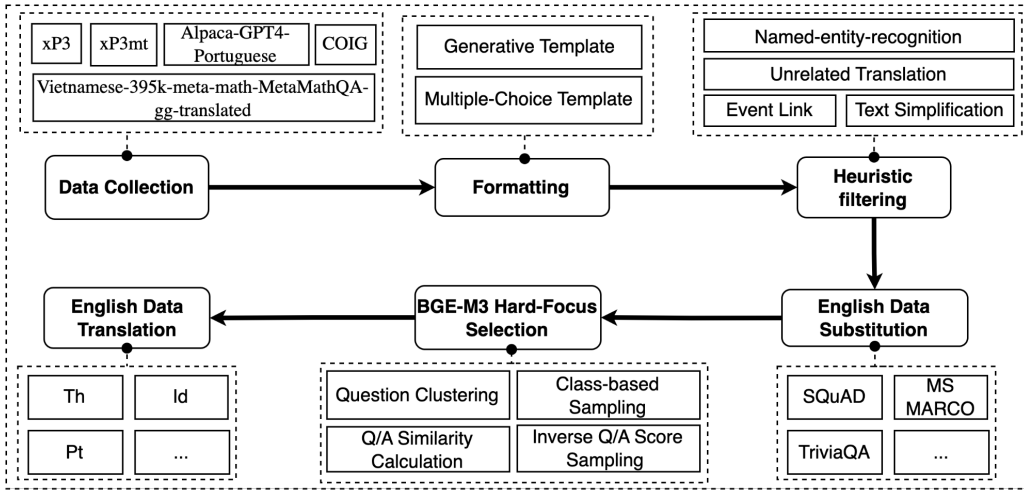 xP3
xP3mt
Alpaca-GPT4-
Portuguese
COIG
Vietnamese-395k-meta-math-MetaMathQA-
gg-translated
Generative Template
Multiple-Choice Template
Named-entity-recognition
Unrelated Translation
Event Link
Text Simplification
Data Collection
Formatting
Heuristic
filtering
English Data
Translation
BGE-M3 Hard-Focus
Selection
English Data
Substitution
Th
Id
Pt
...
Question Clustering
Class-based
Sampling
Q/A Similarity
Calculation
Inverse Q/A Score
Sampling
SQuAD
MS
MARCO
TriviaQA
...